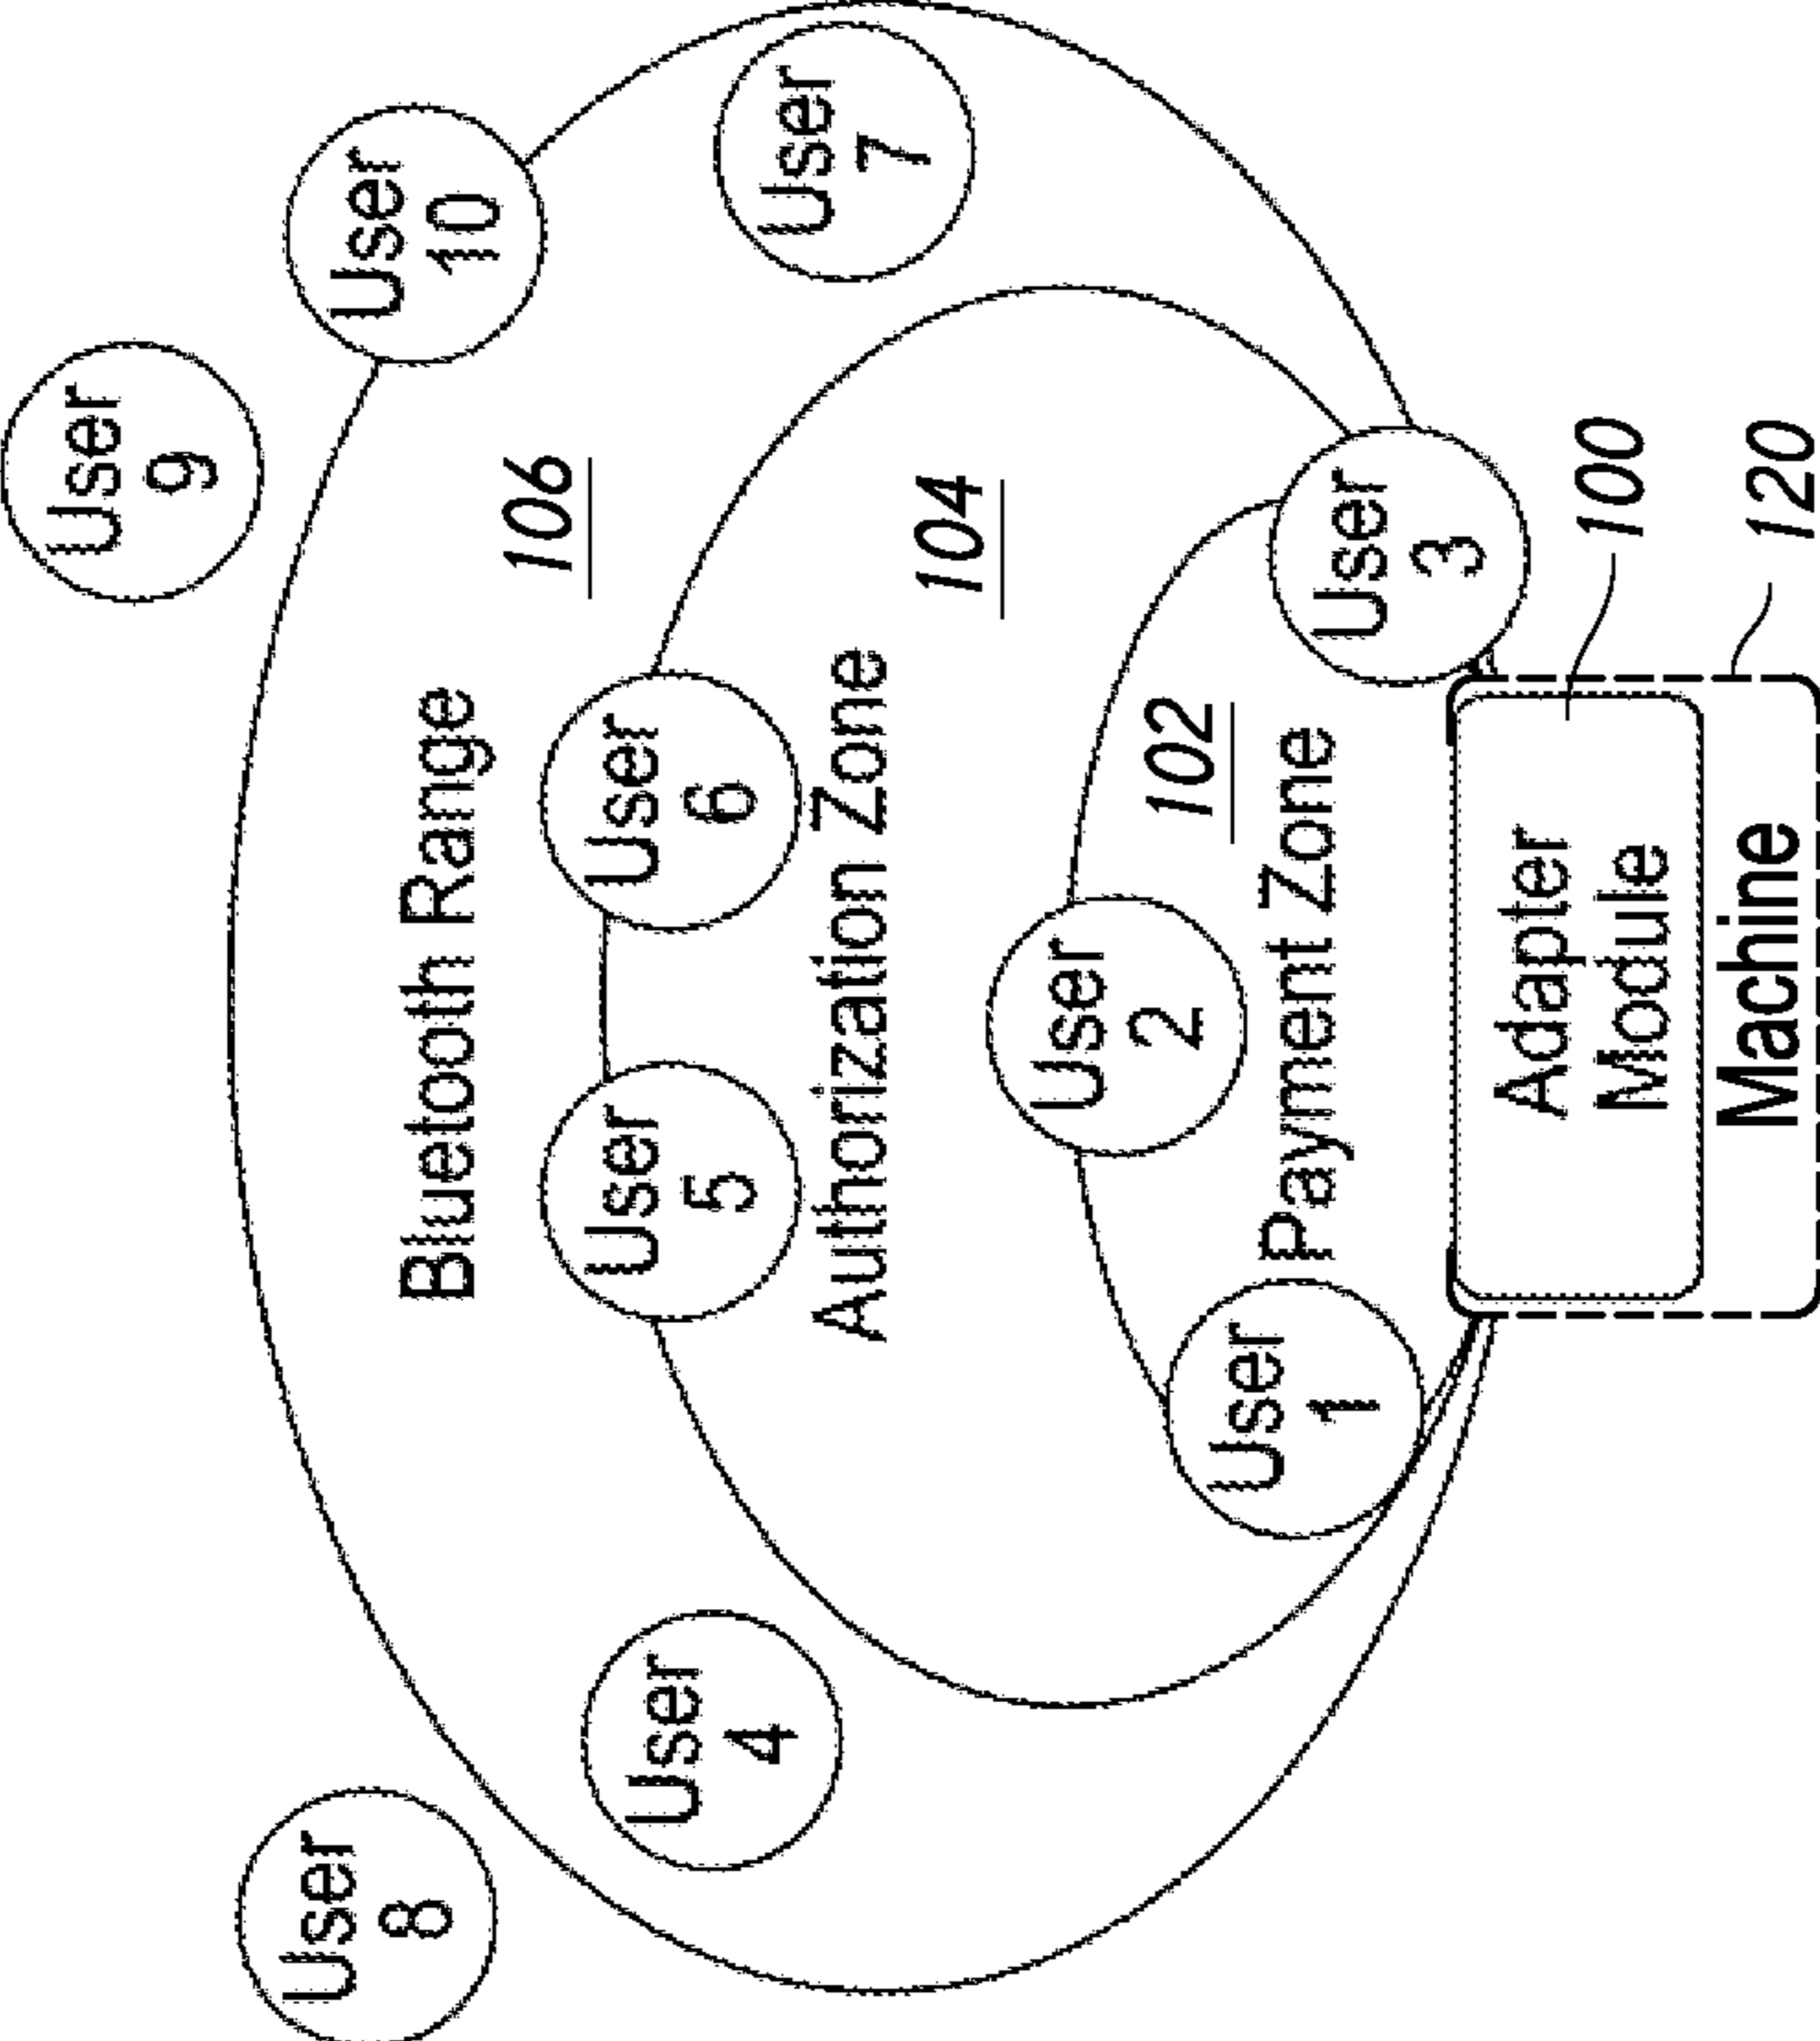 User
8
User
9
User
10
Bluetooth Range
106
User
4
User
5
User
6
User
7
Authorization Zone
104
User
2
102
User
1
Payment Zone
User
3
Adapter
Module
100
Machine
120